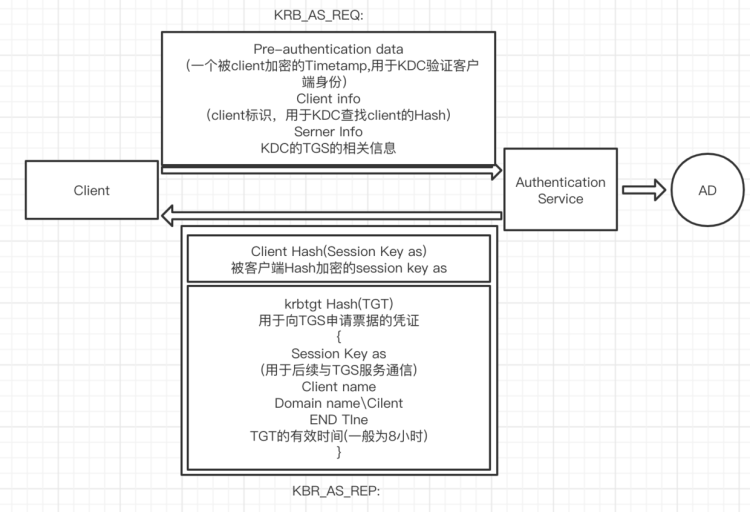 KRB_AS_REQ:
Pre-authentication data
(一个被client加密的Timetamp,用于KDC验证客户
端身份)
Client info
(client标识，用于KDC查找client的Hash)
Serner Info
KDC的TGS的相关信息
Client
Authentication
Service
AD
Client Hash(Session Key as)
被客户端Hash加密的session key as
krbtgt Hash(TGT)
用于向TGS申请票据的凭证
{
Session Key as
(用于后续与TGS服务通信)
Client name
Domain name\Cilent
END TIne
TGT的有效时间(一般为8小时)
}
KBR_AS_REP: